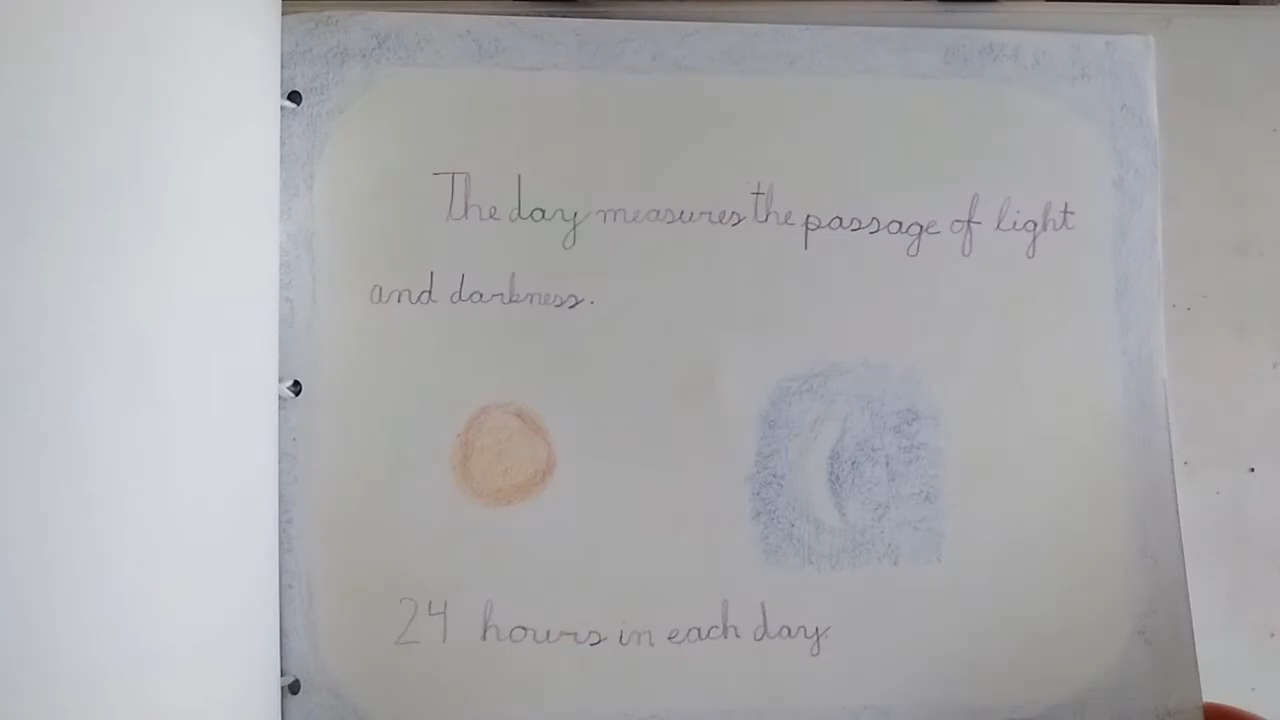 The day measures the passage of light
and darkness.
24 hours in each day.